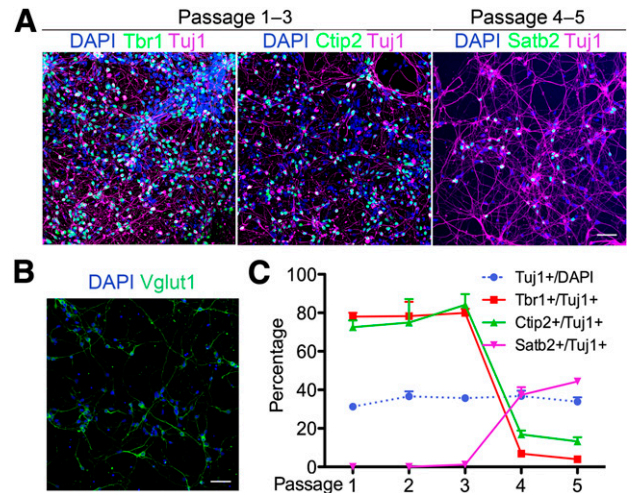 A
Passage 1–3
Passage 4–5
DAPI Tbr1 Tuj1
DAPI Ctip2 Tuj1
DAPI Satb2 Tuj1
B
DAPI Vglut1
C
100
80
60
40
20
0
Percentage
Tuj1+/DAPI
Tbr1+/Tuj1+
Ctip2+/Tuj1+
Satb2+/Tuj1+
Passage 1 2 3 4 5